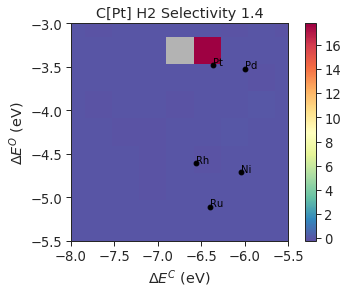 C[Pt] H2 Selectivity 1.4
−3.0
−3.5
−4.0
−4.5
−5.0
−5.5
ΔE^O (eV)
Pt
Pd
Rh
Ni
Ru
−8.0 −7.5 −7.0 −6.5 −6.0 −5.5
ΔE^C (eV)
16
14
12
10
8
6
4
2
0